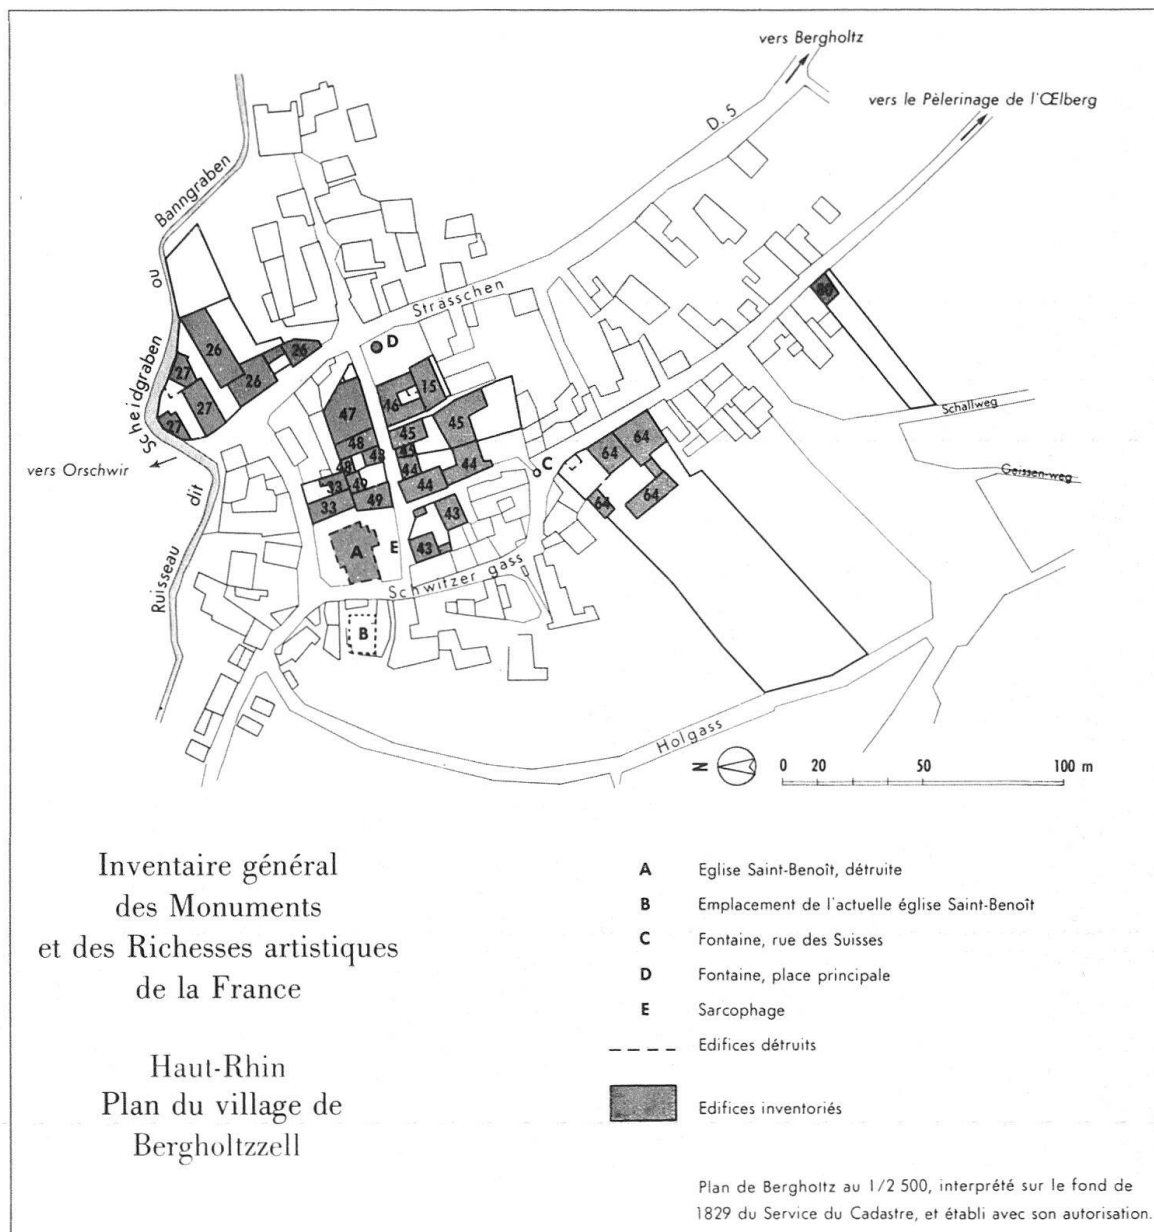 vers Bergholtz
vers le Pèlerinage de l'Œlberg
D. 5
Banngraben
ou
Strässchen
D
80
26
26
26
27
27
27
15
46
47
45
45
45
48
48
48
44
44
44
33
33
49
49
43
43
64
64
64
64
Schallweg
Geissen-weg
Scheidgraben
vers Orschwir
dit
Ruisseau
C
A
E
Schwitzer gass
B
Holgass
N
0 20 50 100 m
Inventaire général
des Monuments
et des Richesses artistiques
de la France
Haut-Rhin
Plan du village de
Bergholtzzell
A Eglise Saint-Benoît, détruite
B Emplacement de l'actuelle église Saint-Benoît
C Fontaine, rue des Suisses
D Fontaine, place principale
E Sarcophage
Edifices détruits
Edifices inventoriés
Plan de Bergholtz au 1/2 500, interprété sur le fond de
1829 du Service du Cadastre, et établi avec son autorisation.